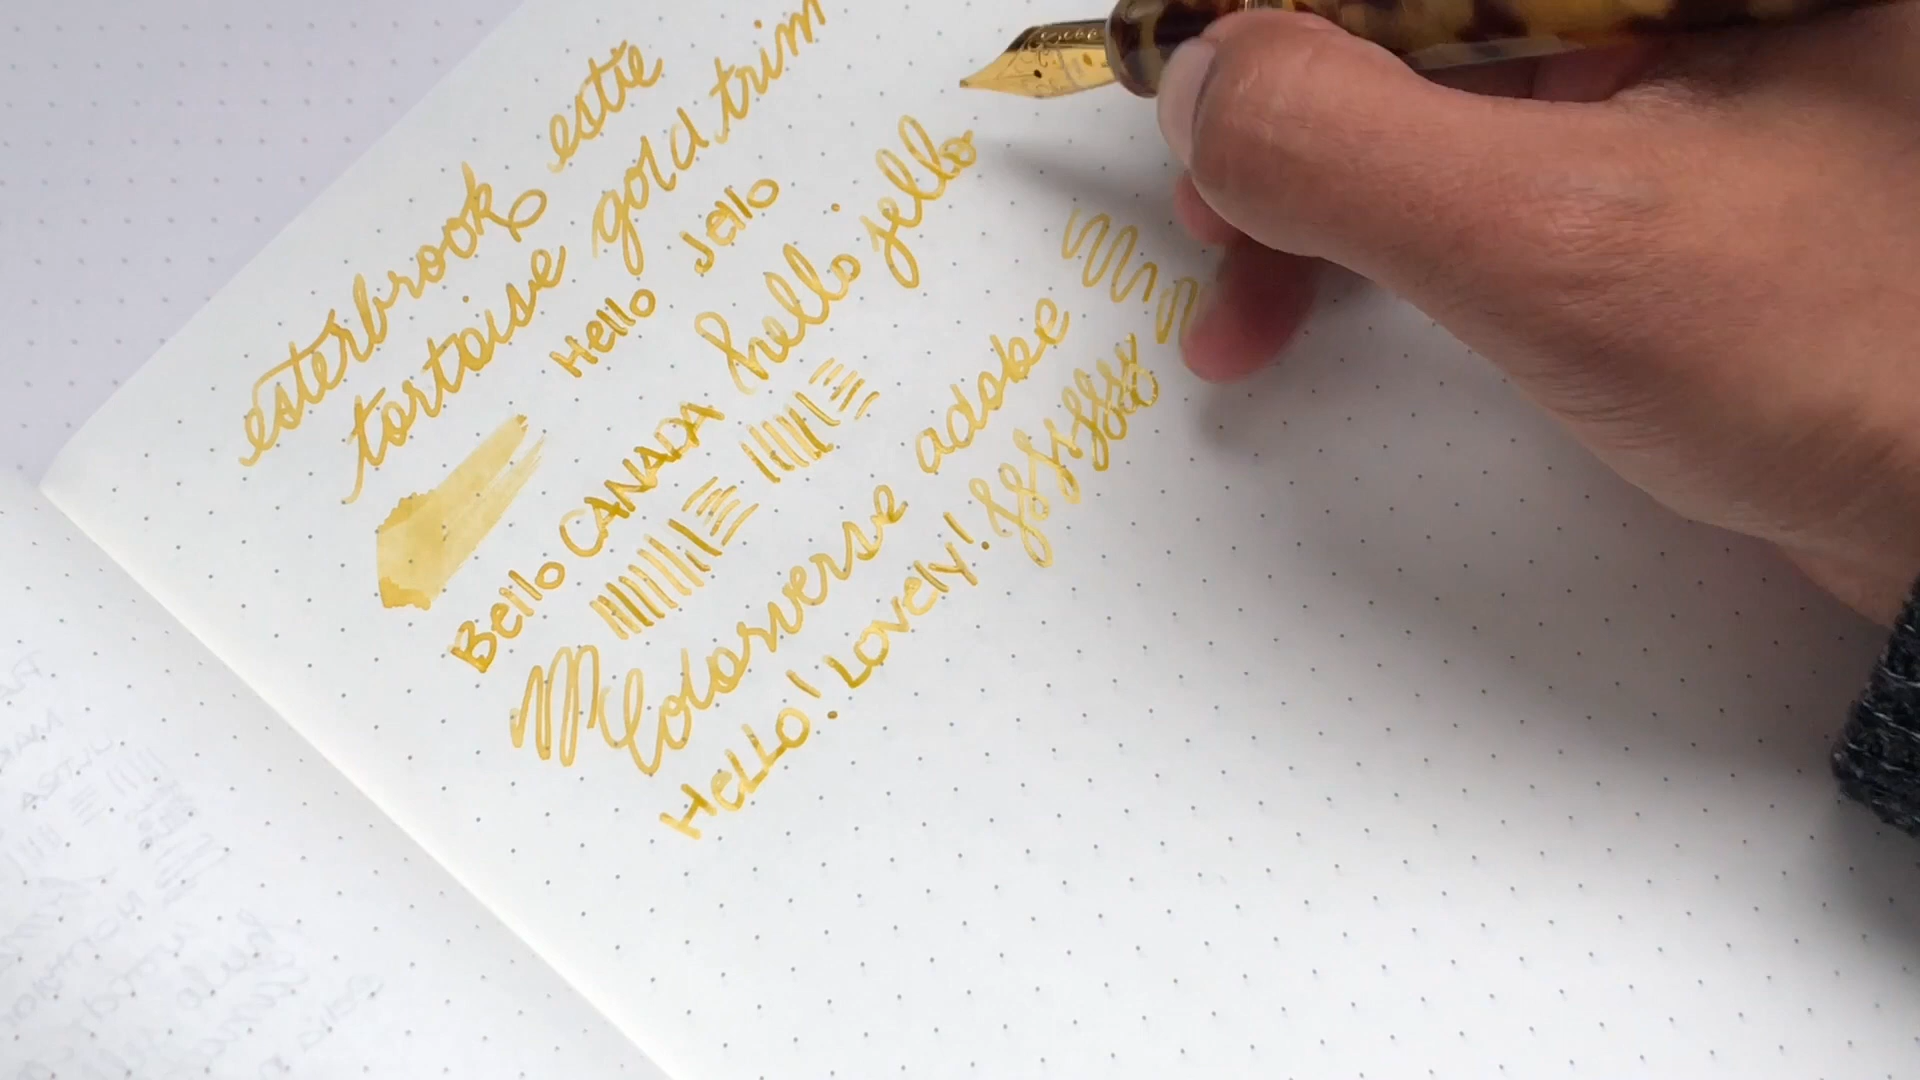 esterbrook estie
tortoise gold trim
Hello Jello
hello jello
Bello CANADA
Colorverse adobe
Hello! Lovely!